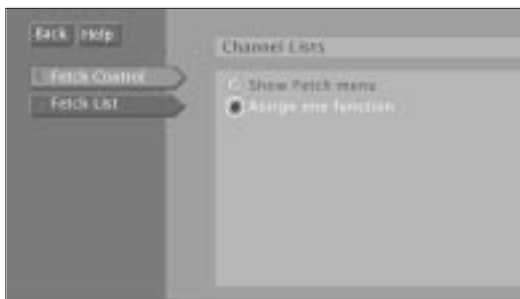 Back Help
Fetch Control
Fetch List
Channel Lists
Show Fetch menu
Assign one function